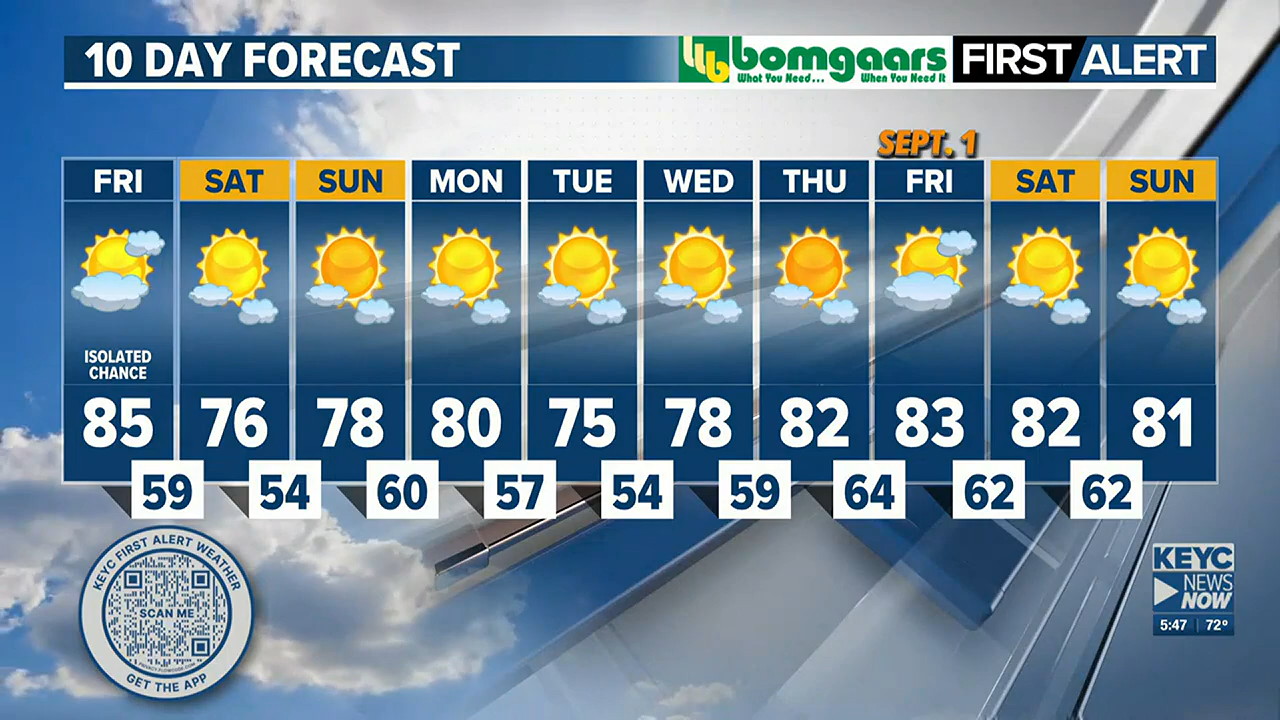 10 DAY FORECAST
bomgaars
What You Need... When You Need It
FIRST ALERT
SEPT. 1
FRI SAT SUN MON TUE WED THU FRI SAT SUN
ISOLATED
CHANCE
85 76 78 80 75 78 82 83 82 81
59 54 60 57 54 59 64 62 62
KEYC FIRST ALERT WEATHER
SCAN ME
GET THE APP
KEYC
NEWS
NOW
5:47 72°